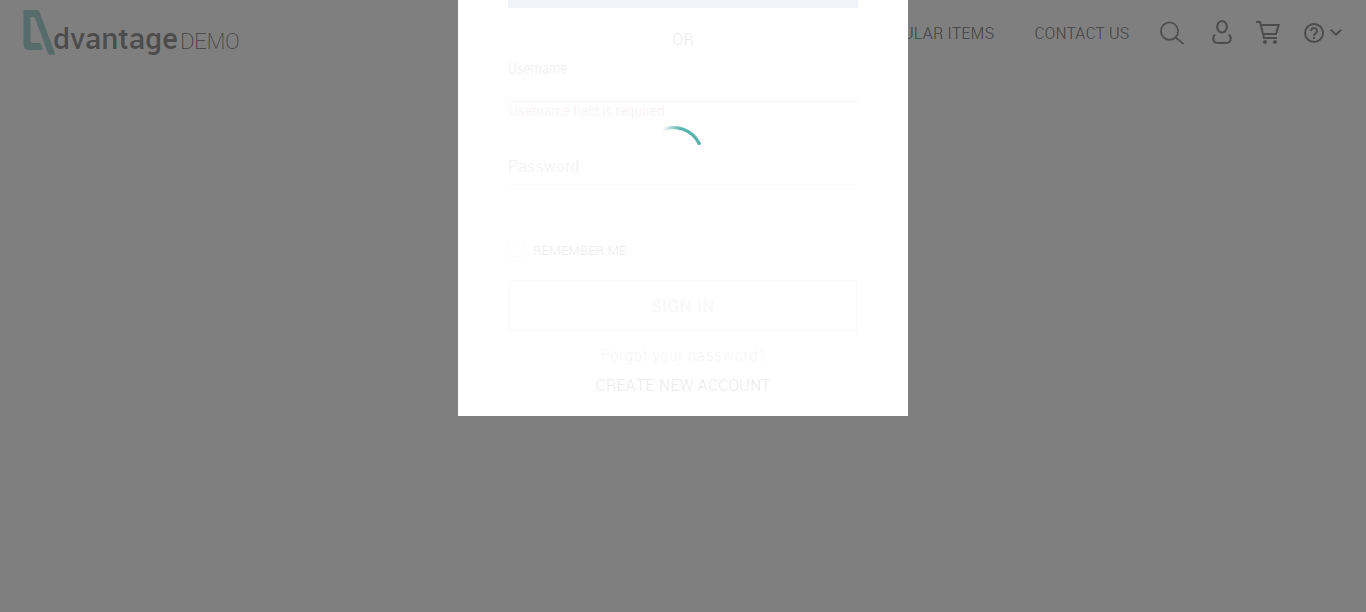 dvantage DEMO
ULAR ITEMS
CONTACT US
OR
Username
Username field is required
Password
REMEMBER ME
SIGN IN
Forgot your password?
CREATE NEW ACCOUNT